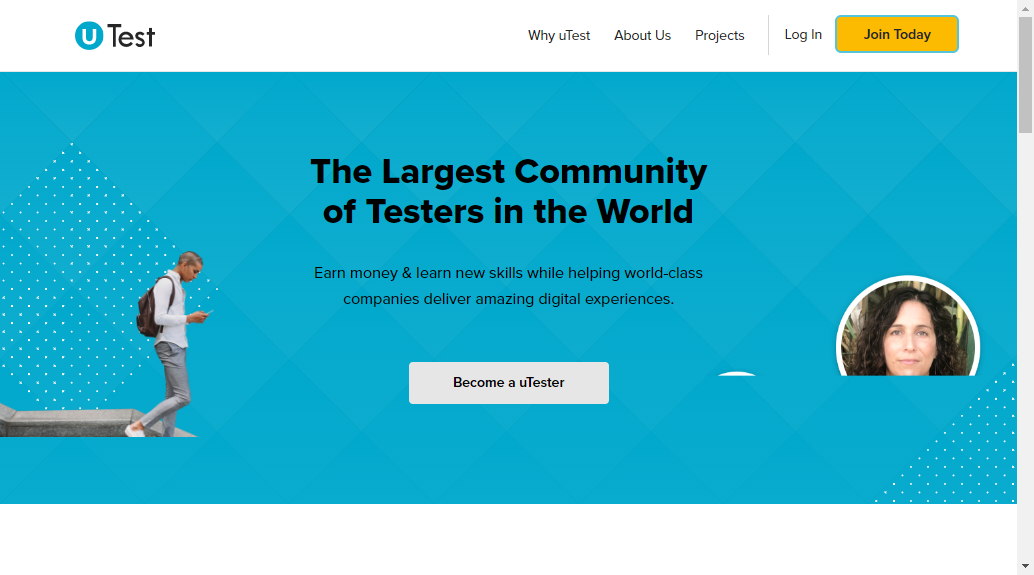 uTest
Why uTest
About Us
Projects
Log In
Join Today
The Largest Community
of Testers in the World
Earn money & learn new skills while helping world-class
companies deliver amazing digital experiences.
Become a uTester